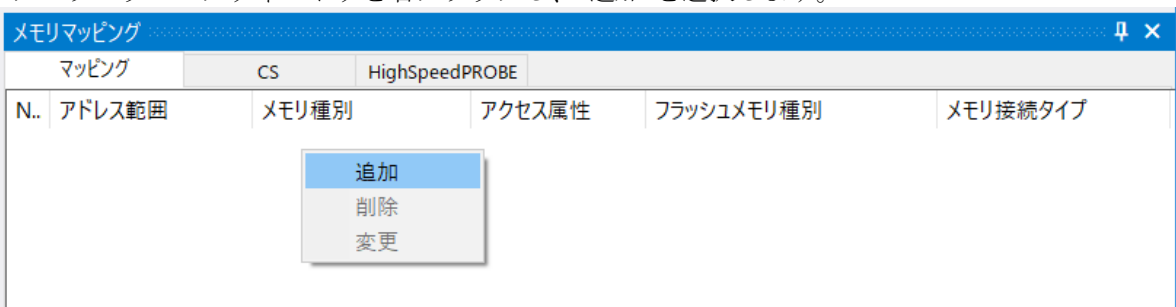 メモリマッピング
マッピング CS HighSpeedPROBE
N.. アドレス範囲 メモリ種別 アクセス属性 フラッシュメモリ種別 メモリ接続タイプ
追加
削除
変更